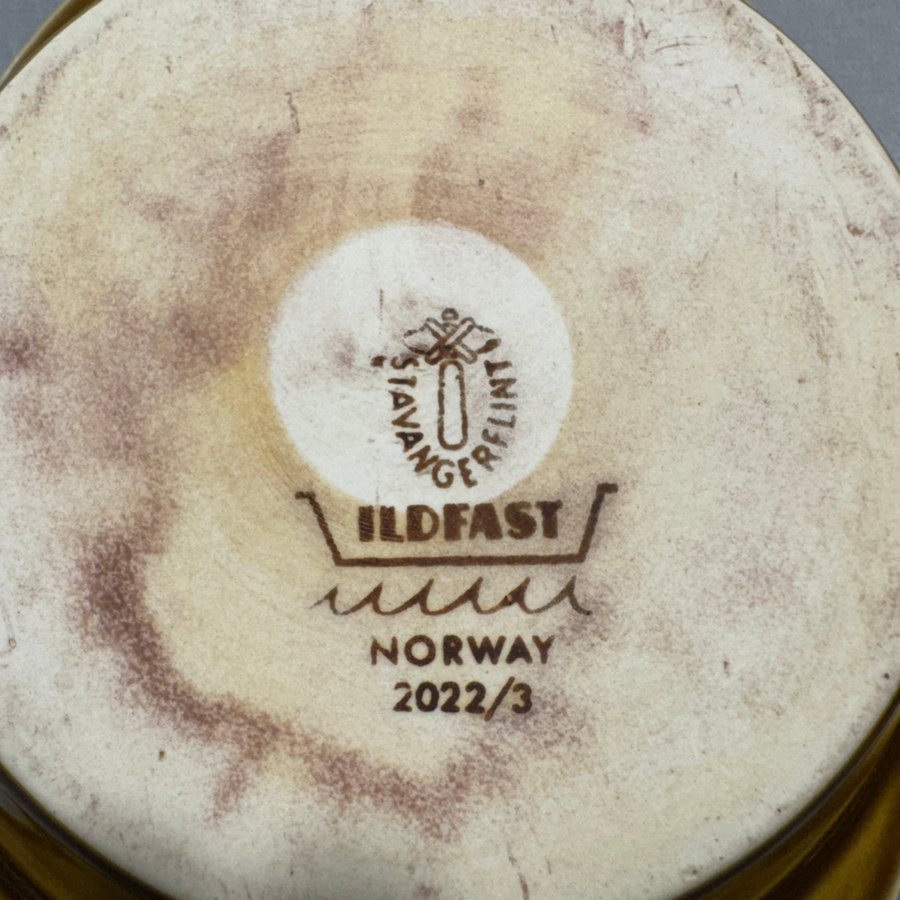 STAVANGERFLINT
ILDFAST
NORWAY
2022/3